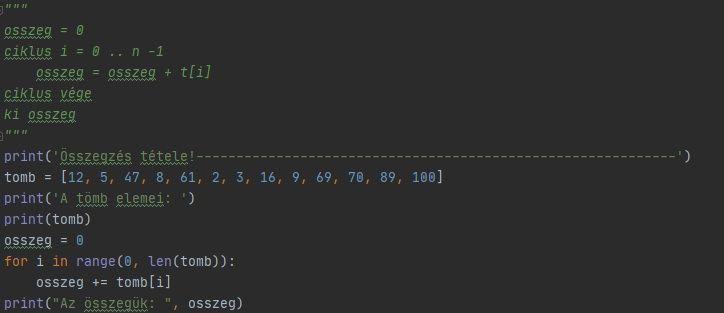 """
osszeg = 0
ciklus i = 0 .. n -1
    osszeg = osszeg + t[i]
ciklus vége
ki osszeg
"""
print('Összegzés tétele!------------------------------------------------------------')
tomb = [12, 5, 47, 8, 61, 2, 3, 16, 9, 69, 70, 89, 100]
print('A tömb elemei: ')
print(tomb)
osszeg = 0
for i in range(0, len(tomb)):
    osszeg += tomb[i]
print("Az összegük: ", osszeg)